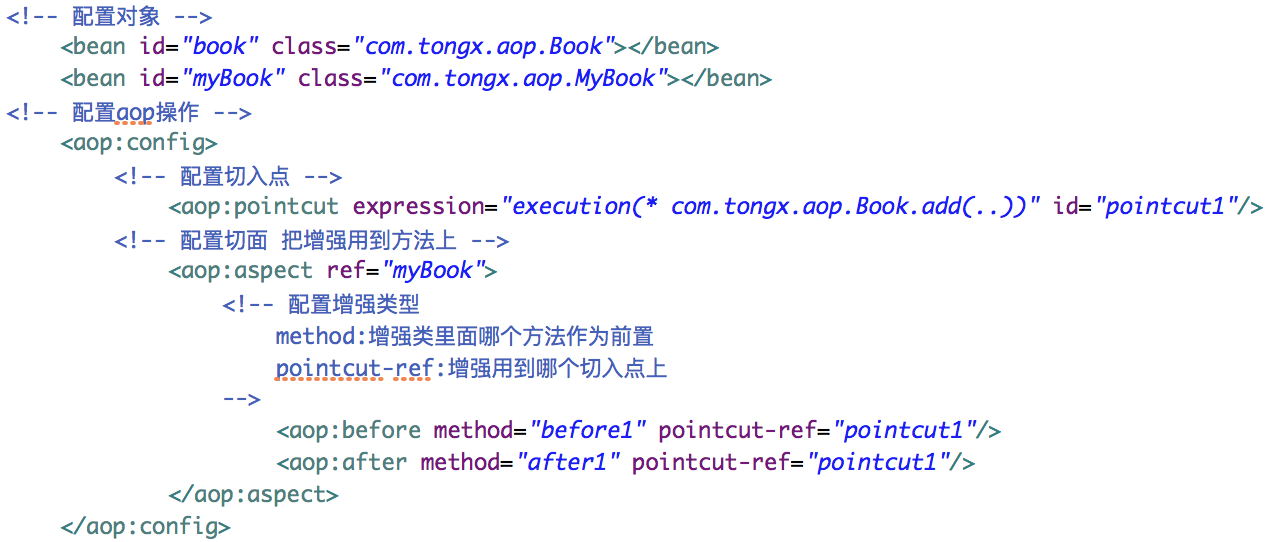 <!-- 配置对象 -->
<bean id="book" class="com.tongx.aop.Book"></bean>
<bean id="myBook" class="com.tongx.aop.MyBook"></bean>
<!-- 配置aop操作 -->
<aop:config>
<!-- 配置切入点 -->
<aop:pointcut expression="execution(* com.tongx.aop.Book.add(..))" id="pointcut1"/>
<!-- 配置切面 把增强用到方法上 -->
<aop:aspect ref="myBook">
<!-- 配置增强类型
method:增强类里面哪个方法作为前置
pointcut-ref:增强用到哪个切入点上
-->
<aop:before method="before1" pointcut-ref="pointcut1"/>
<aop:after method="after1" pointcut-ref="pointcut1"/>
</aop:aspect>
</aop:config>